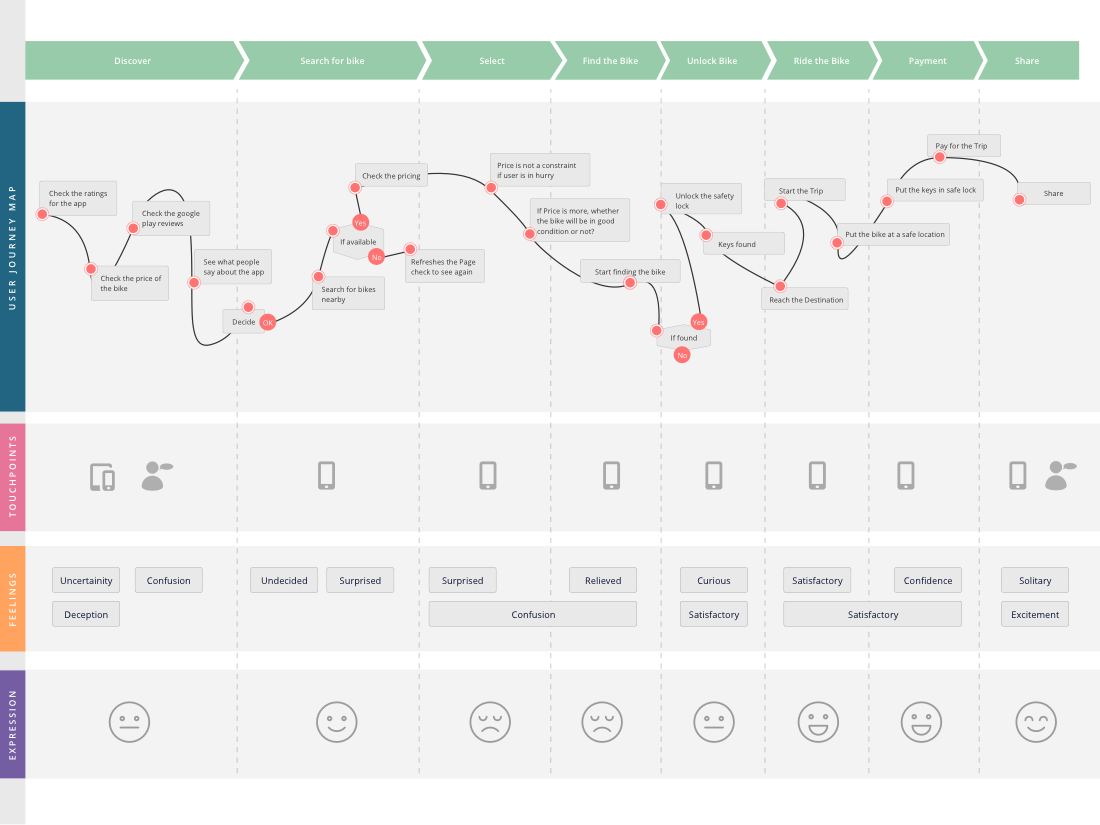 Discover
Search for bike
Select
Find the Bike
Unlock Bike
Ride the Bike
Payment
Share
USER JOURNEY MAP
Check the ratings
for the app
Check the price of
the bike
Check the google
play reviews
See what people
say about the app
Decide
OK
Search for bikes
nearby
If available
Yes
No
Check the pricing
Refreshes the Page
check to see again
Price is not a constraint
if user is in hurry
If Price is more, whether
the bike will be in good
condition or not?
Start finding the bike
If found
Yes
No
Unlock the safety
lock
Keys found
Reach the Destination
Start the Trip
Put the bike at a safe location
Put the keys in safe lock
Pay for the Trip
Share
TOUCHPOINTS
FEELINGS
Uncertainity
Confusion
Undecided
Surprised
Surprised
Relieved
Curious
Satisfactory
Confidence
Solitary
Deception
Confusion
Satisfactory
Satisfactory
Excitement
EXPRESSION